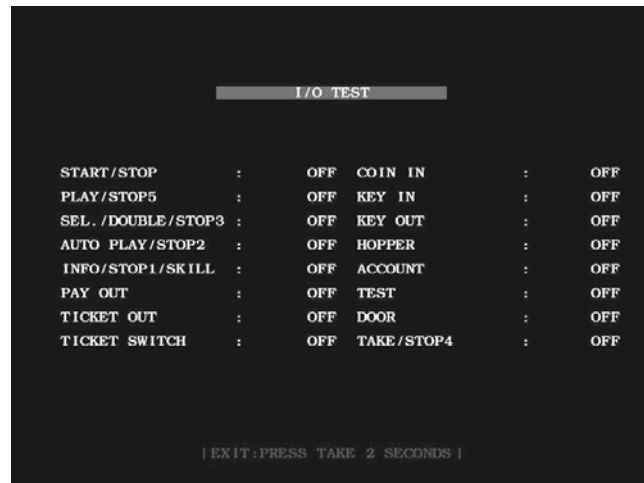 I/O TEST
START/STOP : OFF COIN IN : OFF
PLAY/STOP5 : OFF KEY IN : OFF
SEL./DOUBLE/STOP3 : OFF KEY OUT : OFF
AUTO PLAY/STOP2 : OFF HOPPER : OFF
INFO/STOP1/SKILL : OFF ACCOUNT : OFF
PAY OUT : OFF TEST : OFF
TICKET OUT : OFF DOOR : OFF
TICKET SWITCH : OFF TAKE/STOP4 : OFF
|EXIT:PRESS TAKE 2 SECONDS|